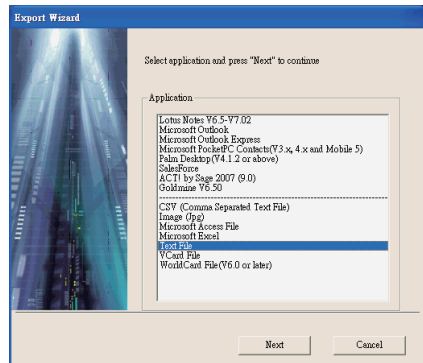 Export Wizard
Select application and press "Next" to continue
Application
Lotus Notes V6.5-V7.02
Microsoft Outlook
Microsoft Outlook Express
Microsoft PocketPC Contacts(V3.x, 4.x and Mobile 5)
Palm Desktop(V4.1.2 or above)
SalesForce
ACT! by Sage 2007 (9.0)
Goldmine V6.50
--------------------------------------------------------------
CSV (Comma Separated Text File)
Image (Jpg)
Microsoft Access File
Microsoft Excel
Text File
VCard File
WorldCard File(V6.0 or later)
Next
Cancel